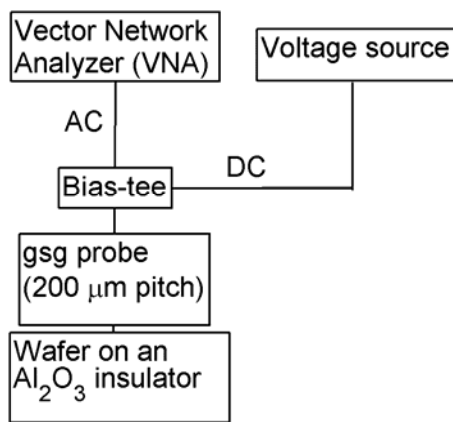 Vector Network
Analyzer (VNA)
Voltage source
AC
DC
Bias-tee
gsg probe
(200 μm pitch)
Wafer on an
Al₂O₃ insulator